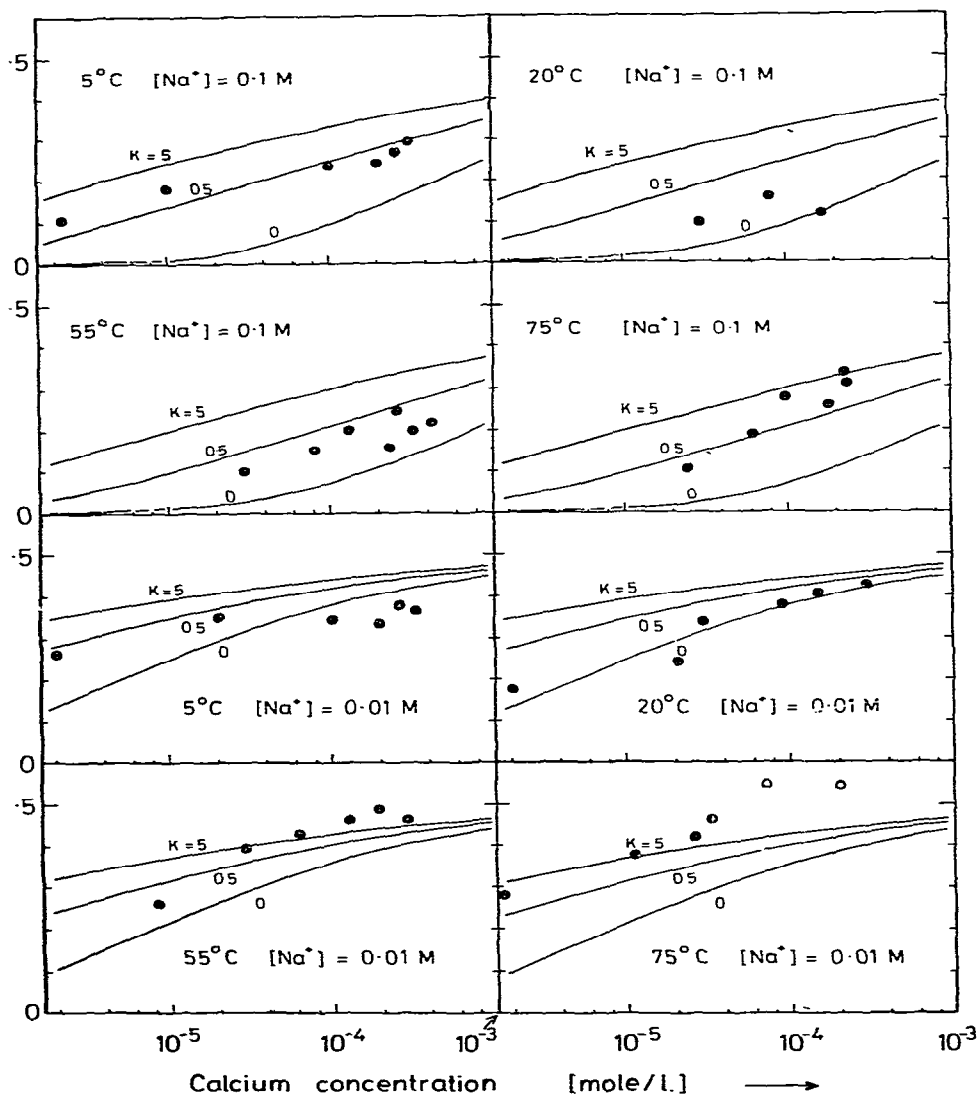 ·5
5°C [Na⁺] = 0·1 M
20°C [Na⁺] = 0·1 M
K = 5
K = 5
0.5
0.5
0
0
0
·5
55°C [Na⁺] = 0·1 M
75°C [Na⁺] = 0·1 M
K = 5
K = 5
0.5
0.5
0
0
0
·5
K = 5
K = 5
0.5
0.5
0
0
5°C [Na⁺] = 0·01 M
20°C [Na⁺] = 0·01 M
0
·5
K = 5
K = 5
0.5
0.5
0
0
55°C [Na⁺] = 0·01 M
75°C [Na⁺] = 0·01 M
0
10⁻⁵ 10⁻⁴ 10⁻³ 10⁻⁵ 10⁻⁴ 10⁻³
Calcium concentration [mole/l.]